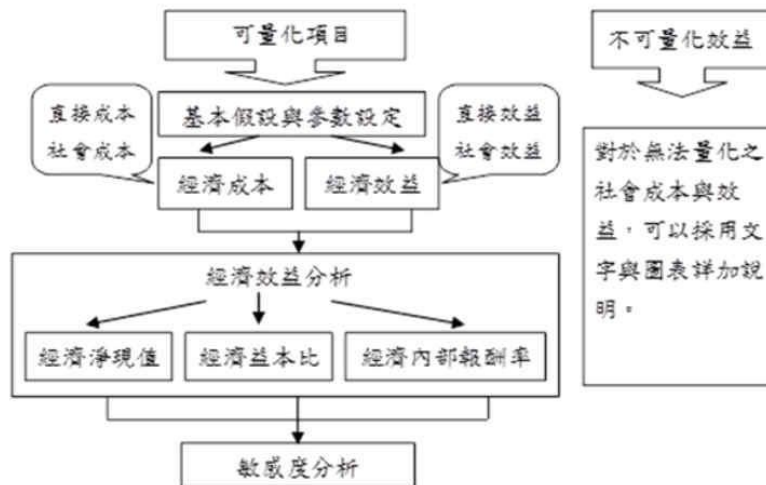 可量化項目
不可量化效益
直接成本
社會成本
基本假設與參數設定
直接效益
社會效益
經濟成本
經濟效益
對於無法量化之
社會成本與效
益，可以採用文
字與圖表詳加說
明。
經濟效益分析
經濟淨現值
經濟益本比
經濟內部報酬率
敏感度分析